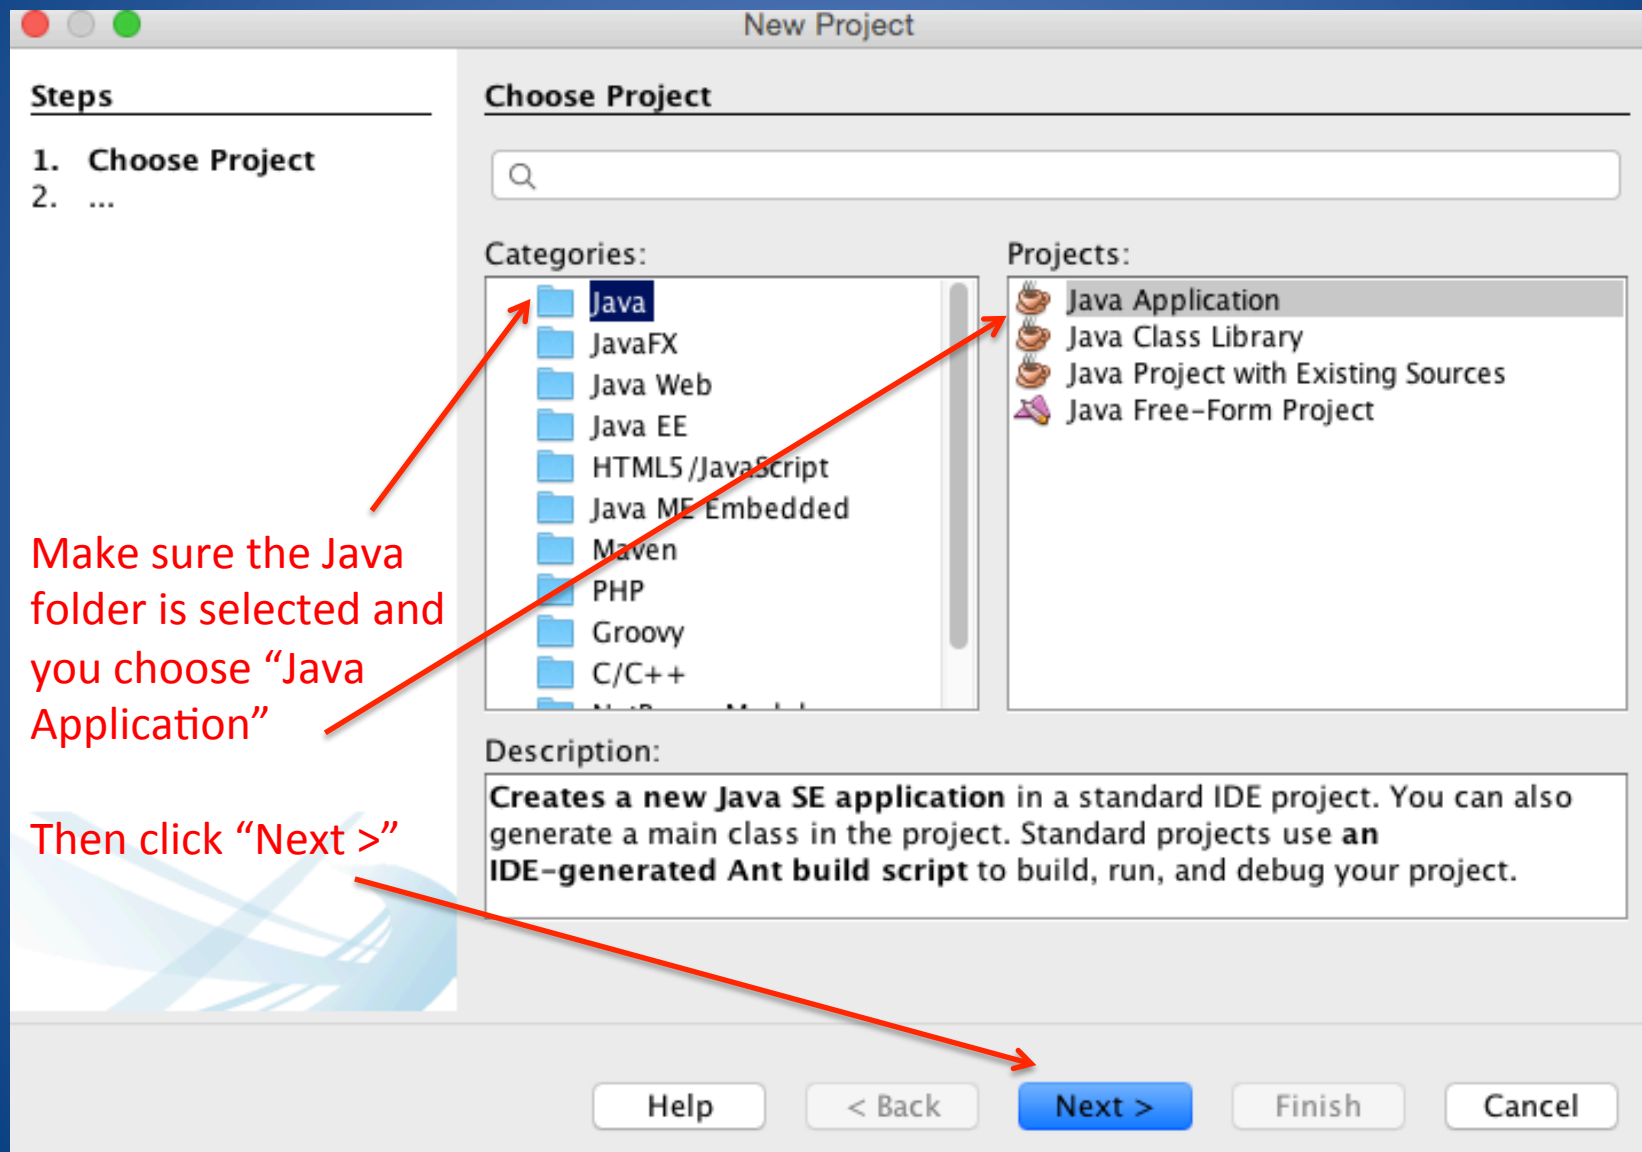 New Project
Steps
1. Choose Project
2. ...
Make sure the Java
folder is selected and
you choose “Java
Application”
Then click “Next >”
Choose Project
Categories:
Java
JavaFX
Java Web
Java EE
HTML5/JavaScript
Java ME Embedded
Maven
PHP
Groovy
C/C++
Projects:
Java Application
Java Class Library
Java Project with Existing Sources
Java Free-Form Project
Description:
Creates a new Java SE application in a standard IDE project. You can also
generate a main class in the project. Standard projects use an
IDE-generated Ant build script to build, run, and debug your project.
Help
< Back
Next >
Finish
Cancel